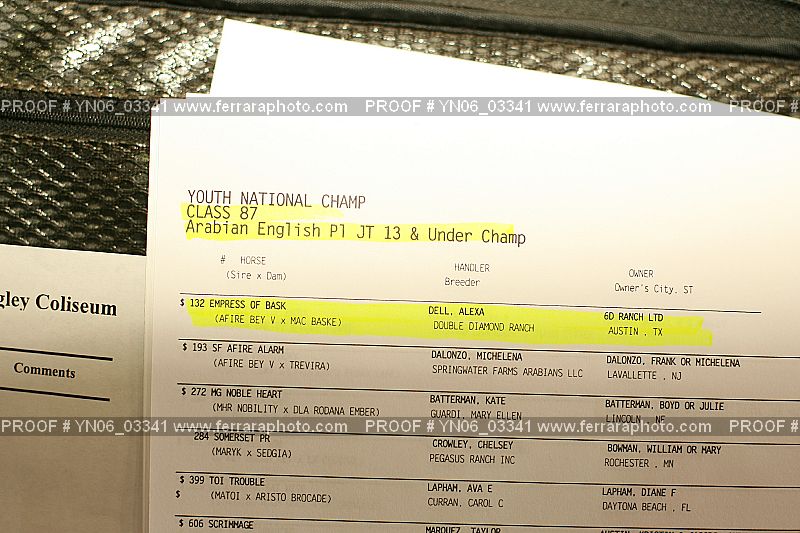 PROOF # YN06_03341 www.ferraraphoto.com PROOF # YN06_03341 www.ferraraphoto.com PROOF #
YOUTH NATIONAL CHAMP
CLASS 87
Arabian English Pl JT 13 & Under Champ
# HORSE HANDLER OWNER
(Sire x Dam) Breeder Owner's City, ST
$ 132 EMPRESS OF BASK DELL, ALEXA 6D RANCH LTD
(AFIRE BEY V x MAC BASKE) DOUBLE DIAMOND RANCH AUSTIN , TX
$ 193 SF AFIRE ALARM DALONZO, MICHELENA DALONZO, FRANK OR MICHELENA
(AFIRE BEY V x TREVIRA) SPRINGWATER FARMS ARABIANS LLC LAVALLETTE , NJ
$ 272 MG NOBLE HEART BATTERMAN, KATE BATTERMAN, BOYD OR JULIE
(MHR NOBILITY x DLA RODANA EMBER) GUARDI, MARY ELLEN LINCOLN , NE
284 SOMERSET PR CROWLEY, CHELSEY BOWMAN, WILLIAM OR MARY
(MARYK x SEDGIA) PEGASUS RANCH INC ROCHESTER , MN
$ 399 TOI TROUBLE LAPHAM, AVA E LAPHAM, DIANE F
$ (MATOI x ARISTO BROCADE) CURRAN, CAROL C DAYTONA BEACH , FL
$ 606 SCRIMMAGE MARQUEZ, TAYLOR
gley Coliseum
Comments
PROOF # YN06_03341 www.ferraraphoto.com PROOF # YN06_03341 www.ferraraphoto.com PROOF #